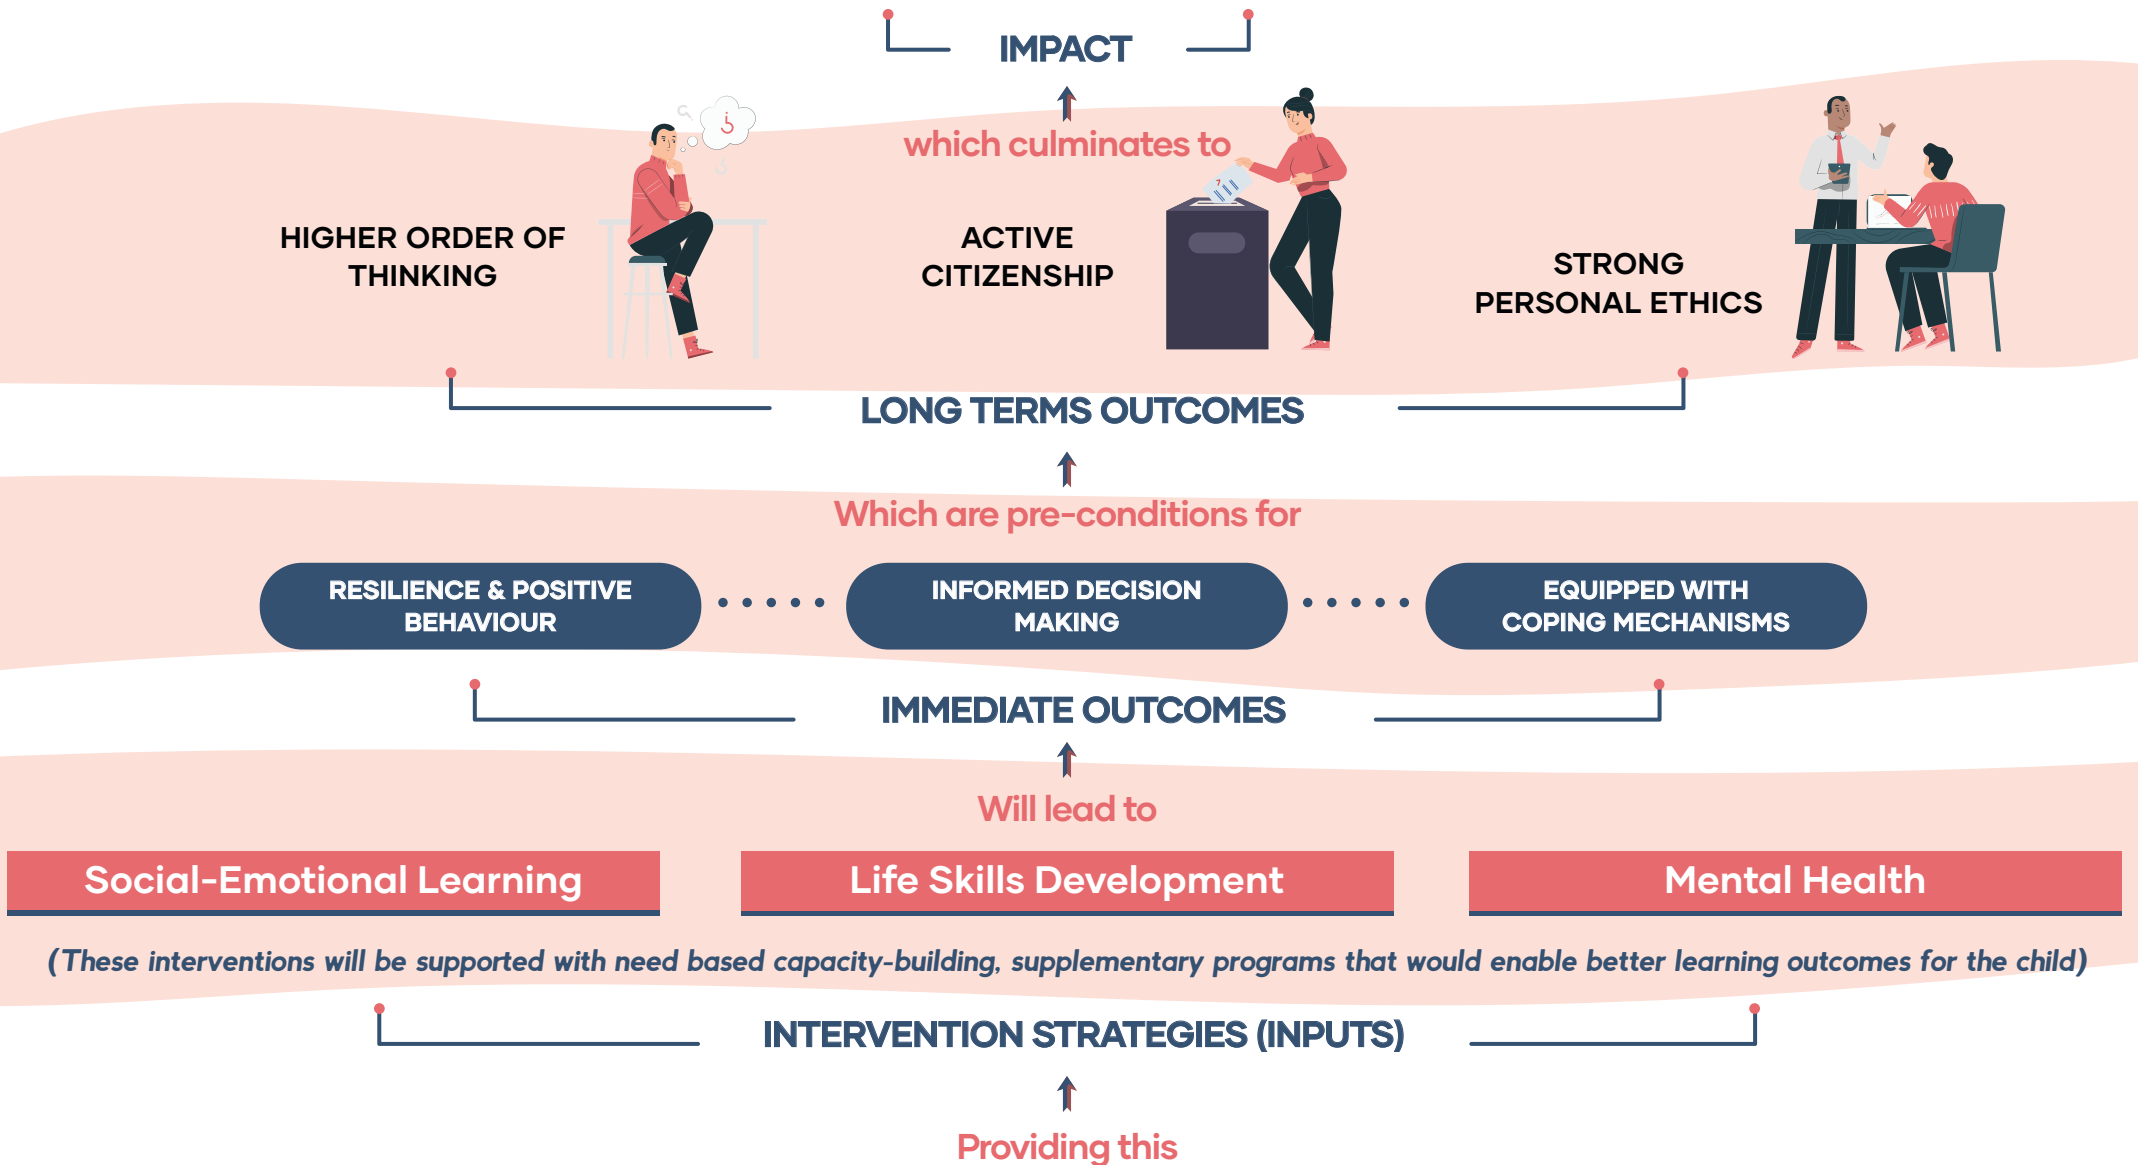 IMPACT
which culminates to
HIGHER ORDER OF
THINKING
ACTIVE
CITIZENSHIP
STRONG
PERSONAL ETHICS
LONG TERMS OUTCOMES
Which are pre-conditions for
RESILIENCE & POSITIVE
BEHAVIOUR
INFORMED DECISION
MAKING
EQUIPPED WITH
COPING MECHANISMS
IMMEDIATE OUTCOMES
Will lead to
Social-Emotional Learning
Life Skills Development
Mental Health
(These interventions will be supported with need based capacity-building, supplementary programs that would enable better learning outcomes for the child)
INTERVENTION STRATEGIES (INPUTS)
Providing this